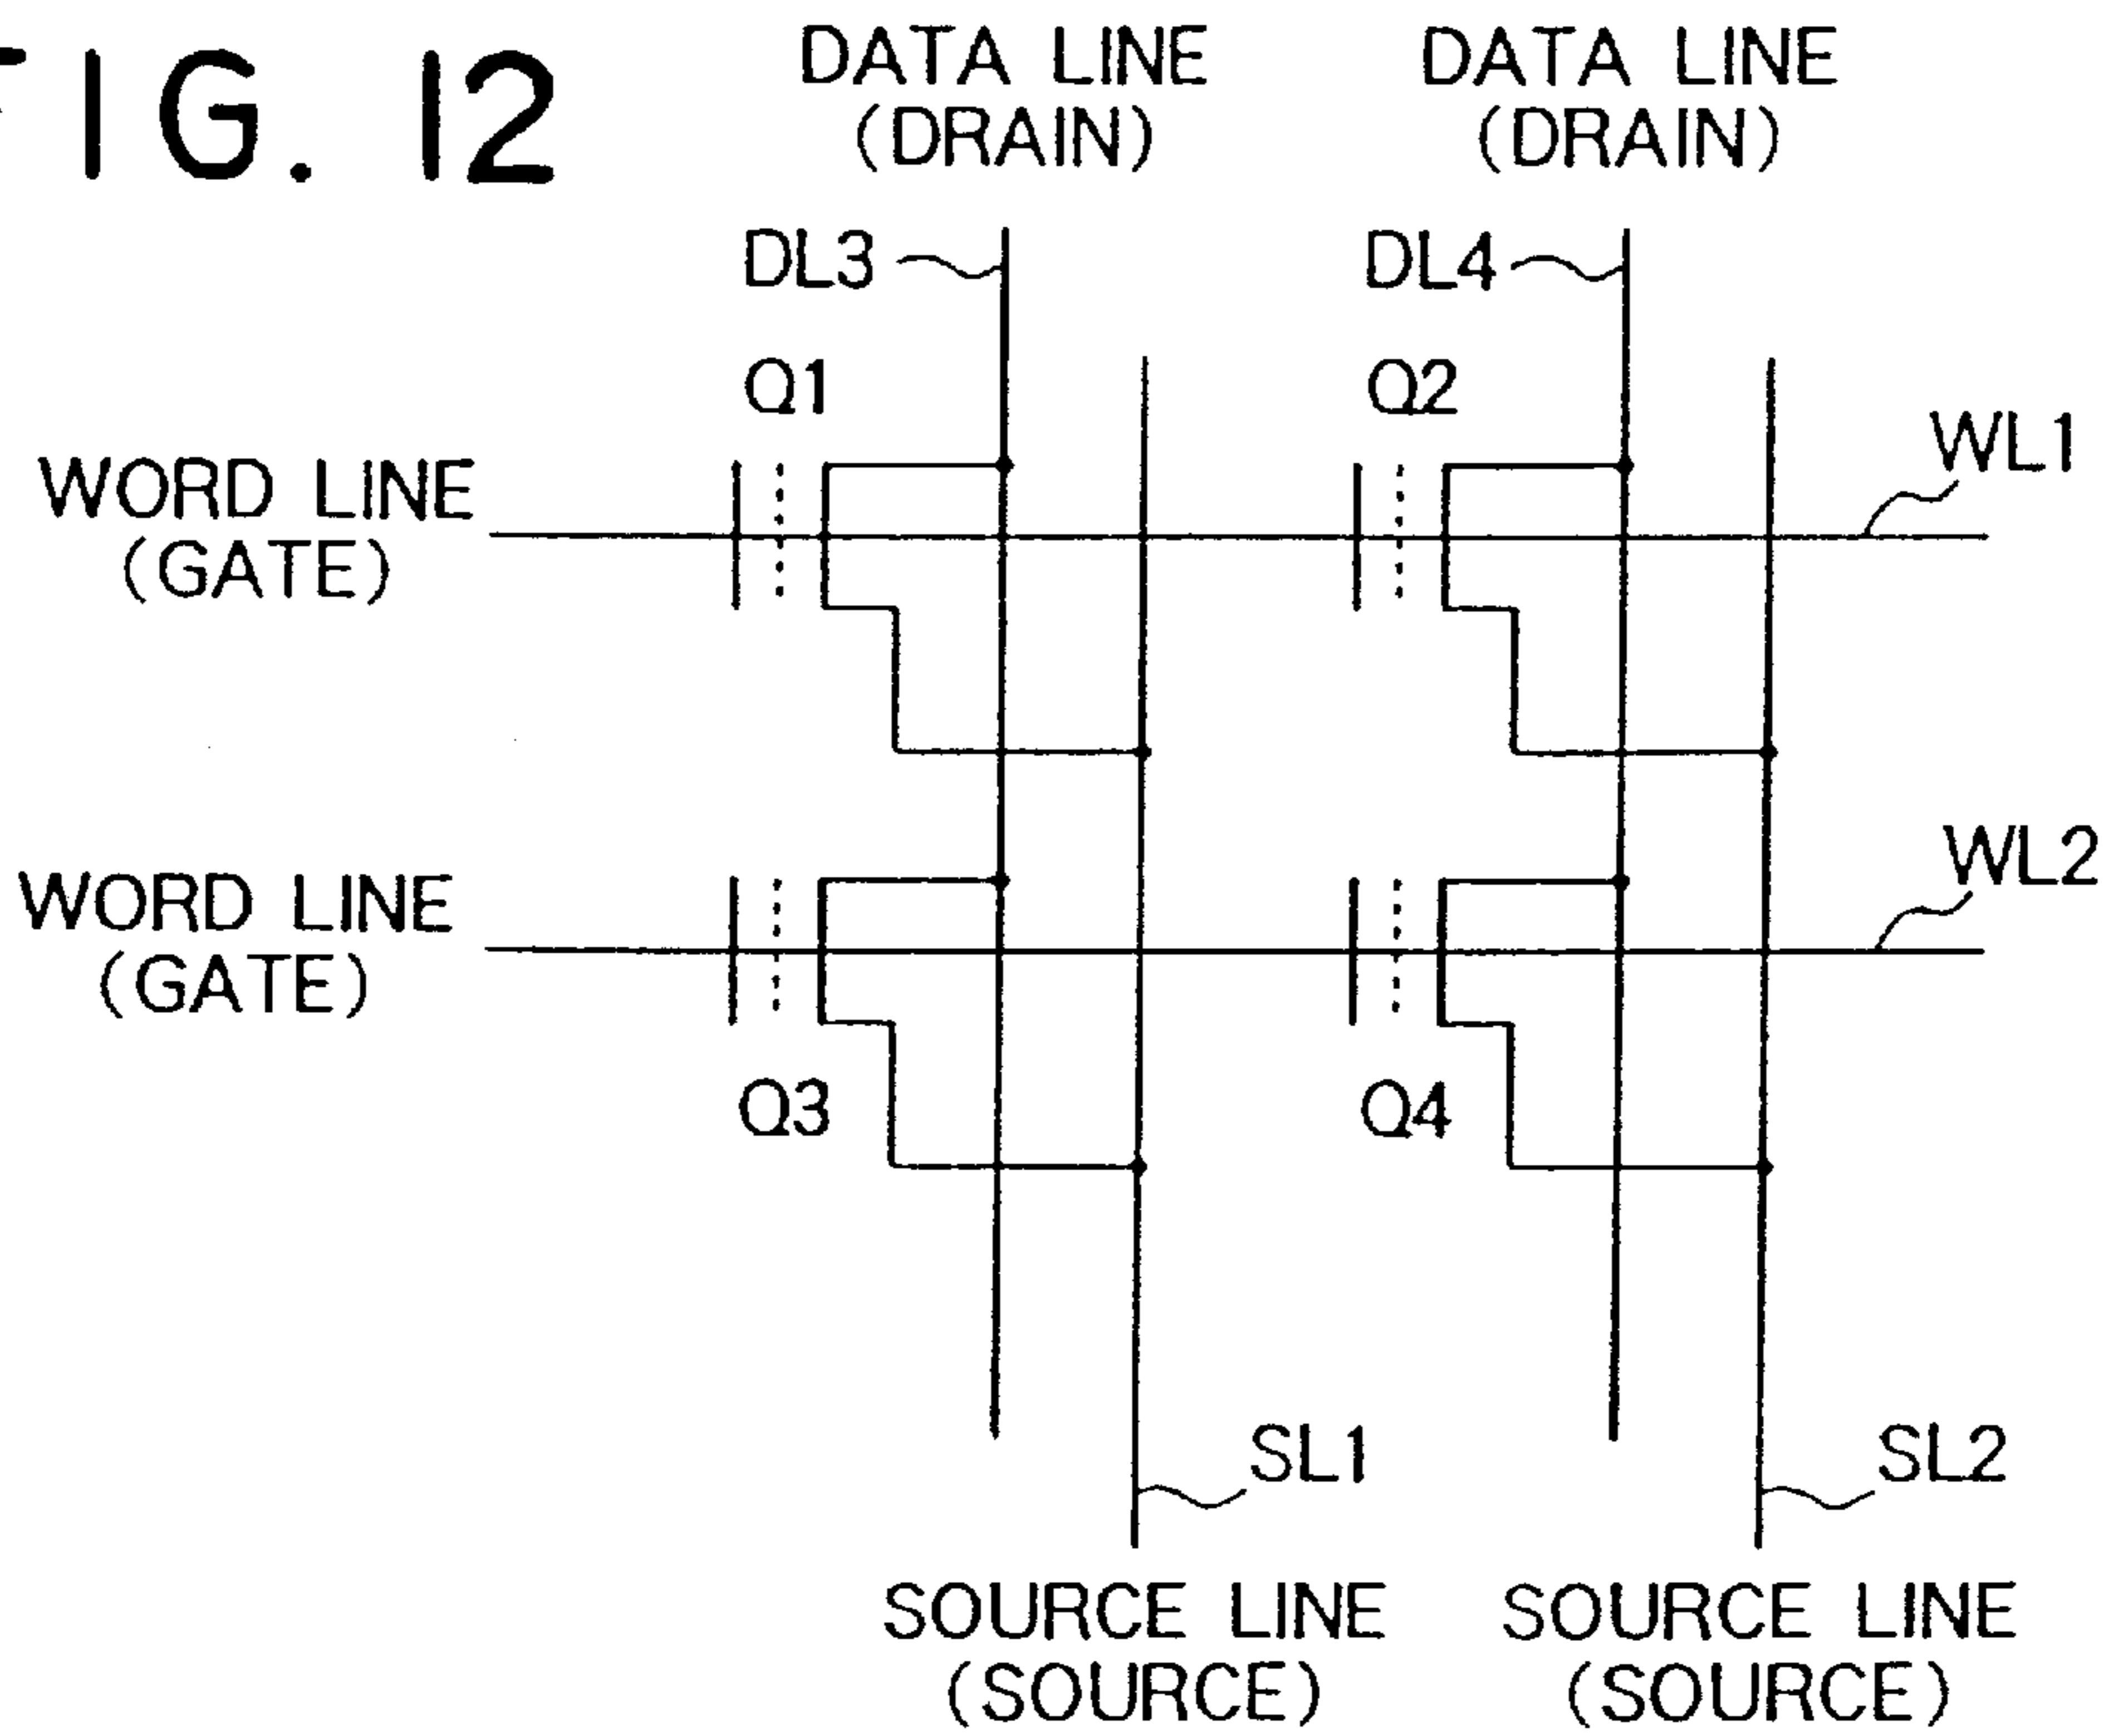 FIG. 12
DATA LINE
(DRAIN)
DATA LINE
(DRAIN)
DL3
DL4
Q1
Q2
WL1
WORD LINE
(GATE)
WL2
WORD LINE
(GATE)
Q3
Q4
SL1
SL2
SOURCE LINE
(SOURCE)
SOURCE LINE
(SOURCE)